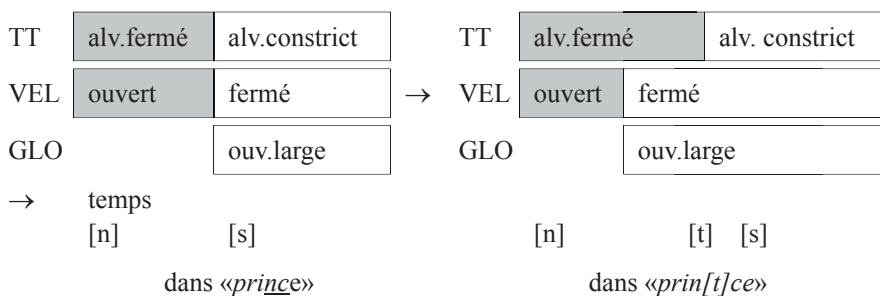 TT alv.fermé alv.constrict TT alv.fermé alv. constrict
VEL ouvert fermé → VEL ouvert fermé
GLO ouv.large GLO ouv.large
→ temps
[n] [s] [n] [t] [s]
dans «prince» dans «prin[t]ce»